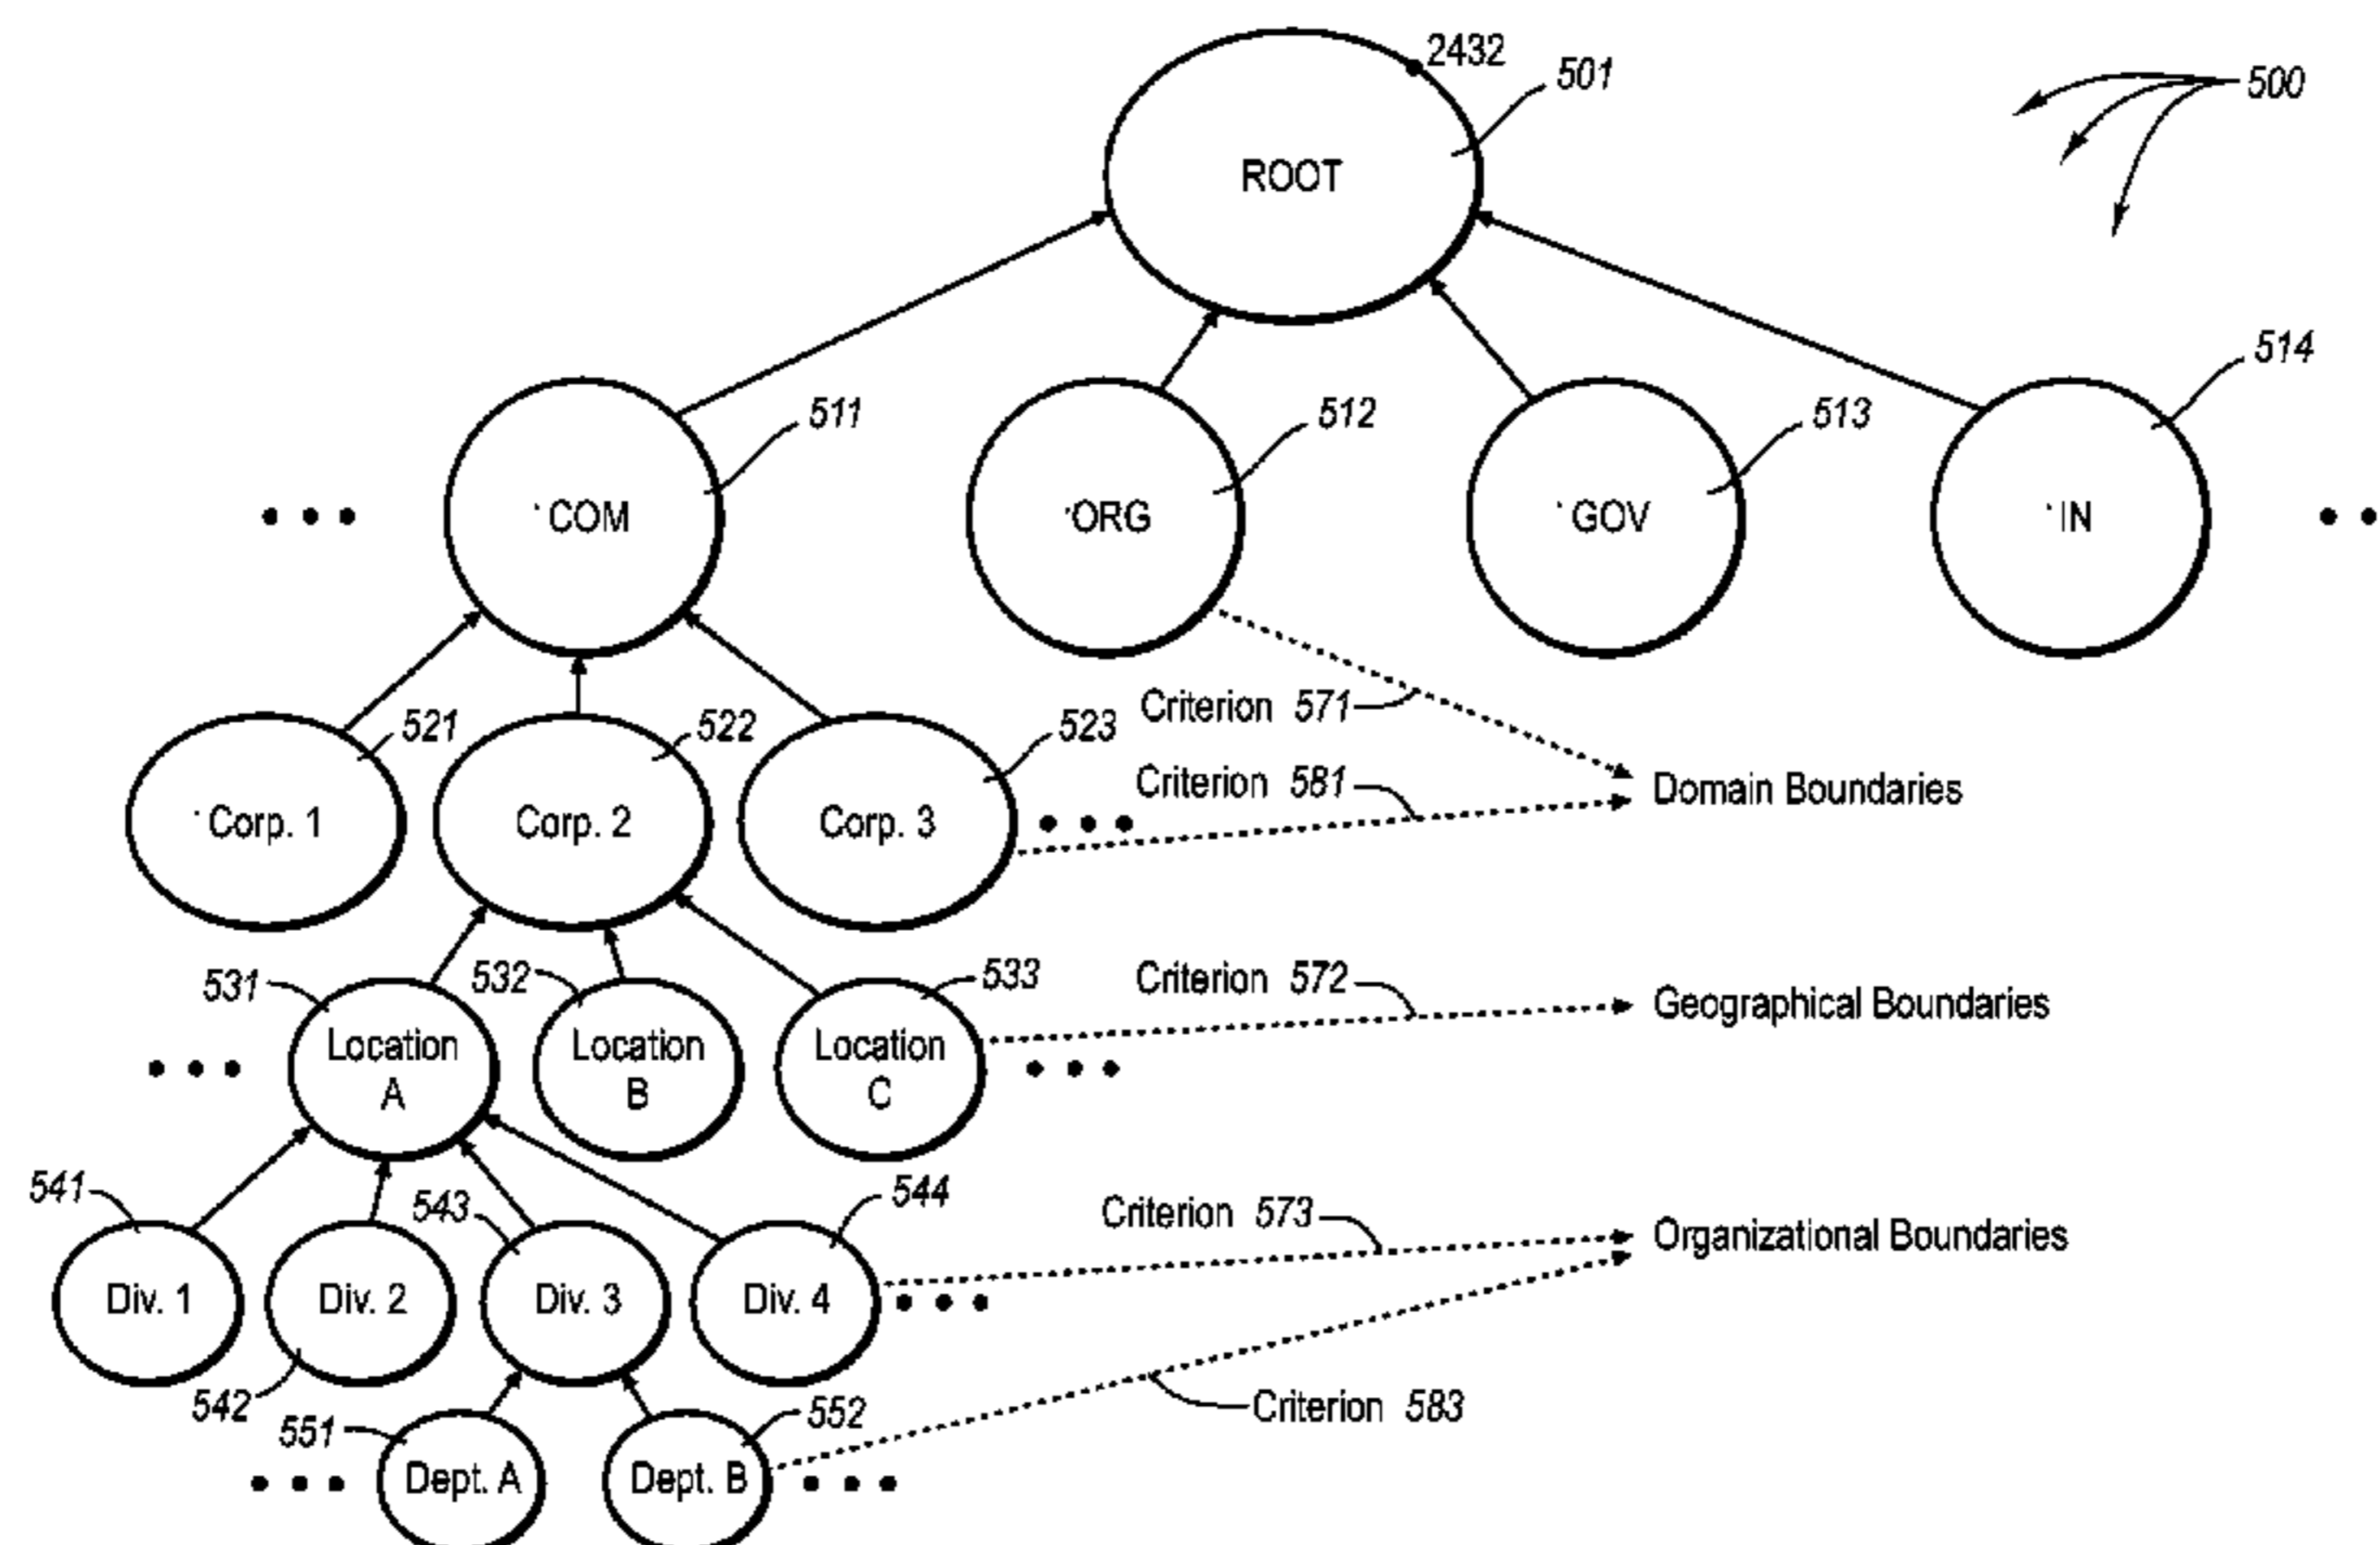 2432
501
500
ROOT
514
511
512
513
'COM
'ORG
'GOV
'IN
521
522
523
Criterion 571
Criterion 581
Domain Boundaries
'Corp. 1
Corp. 2
Corp. 3
531
532
533
Criterion 572
Geographical Boundaries
Location
A
Location
B
Location
C
541
543
544
Criterion 573
Organizational Boundaries
Div. 1
Div. 2
Div. 3
Div. 4
542
551
552
Criterion 583
Dept. A
Dept. B